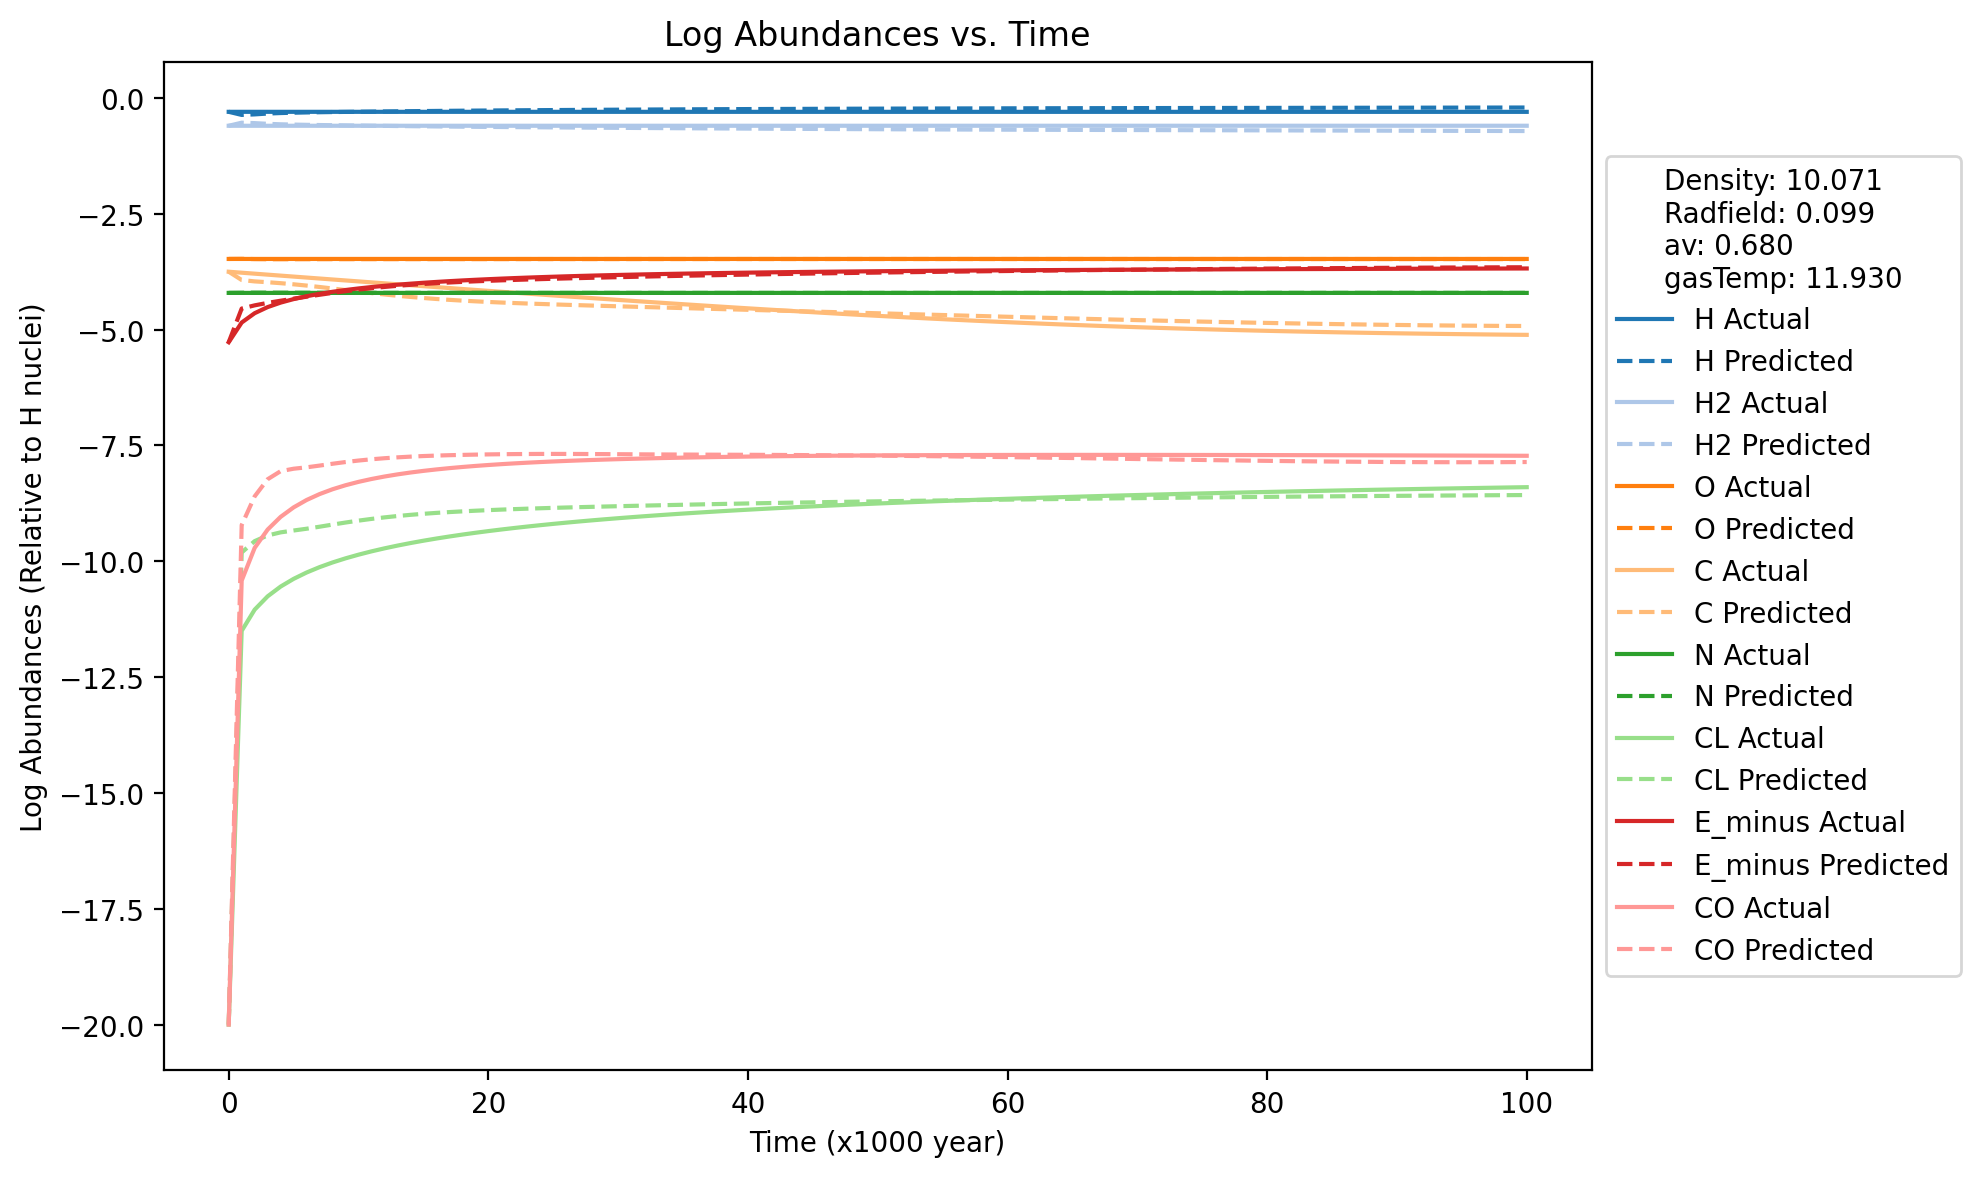 Log Abundances vs. Time
Log Abundances (Relative to H nuclei)
0.0
−2.5
−5.0
−7.5
−10.0
−12.5
−15.0
−17.5
−20.0
0
20
40
60
80
100
Time (x1000 year)
Density: 10.071
Radfield: 0.099
av: 0.680
gasTemp: 11.930
H Actual
H Predicted
H2 Actual
H2 Predicted
O Actual
O Predicted
C Actual
C Predicted
N Actual
N Predicted
CL Actual
CL Predicted
E_minus Actual
E_minus Predicted
CO Actual
CO Predicted